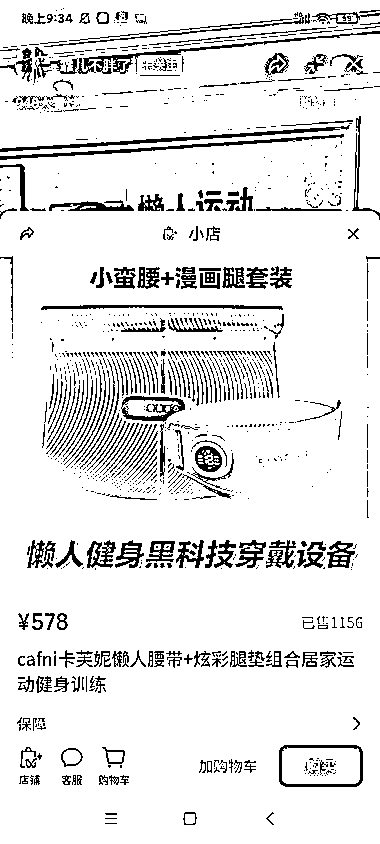 晚上9:34
懒人运动
小店
小蛮腰+漫画腿套装
懒人健身黑科技穿戴设备
¥578
已售1156
cafni卡芙妮懒人腰带+炫彩腿垫组合居家运
动健身训练
保障
店铺
客服
购物车
加购物车
购买